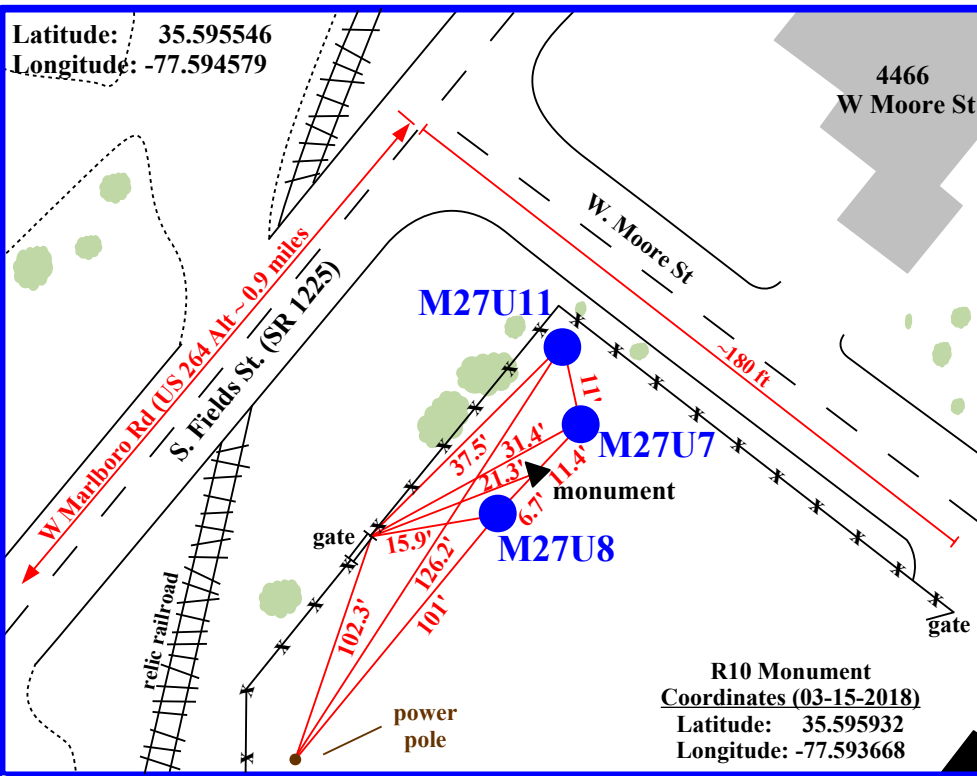 Latitude: 35.595546
Longitude: -77.594579
4466
W Moore St
W. Moore St
W Marlboro Rd (US 264 Alt ~ 0.9 miles
S. Fields St. (SR 1225)
~180 ft
M27U11
11'
M27U7
37.5'
31.4'
21.3'
11.4'
monument
6.7'
gate
15.9'
M27U8
126.2'
101'
102.3'
relic railroad
gate
power
pole
R10 Monument
Coordinates (03-15-2018)
Latitude: 35.595932
Longitude: -77.593668